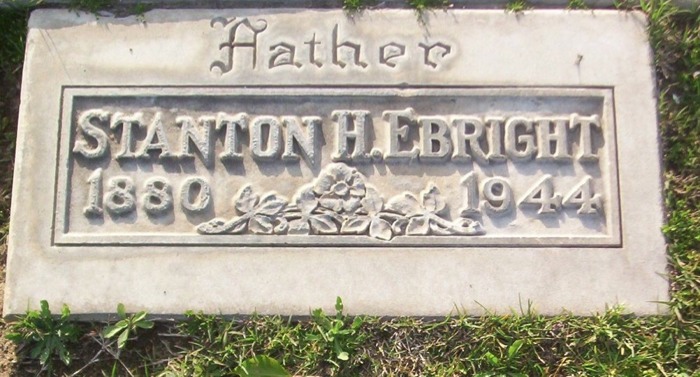 Father
STANTON H. EBRIGHT
1880 1944